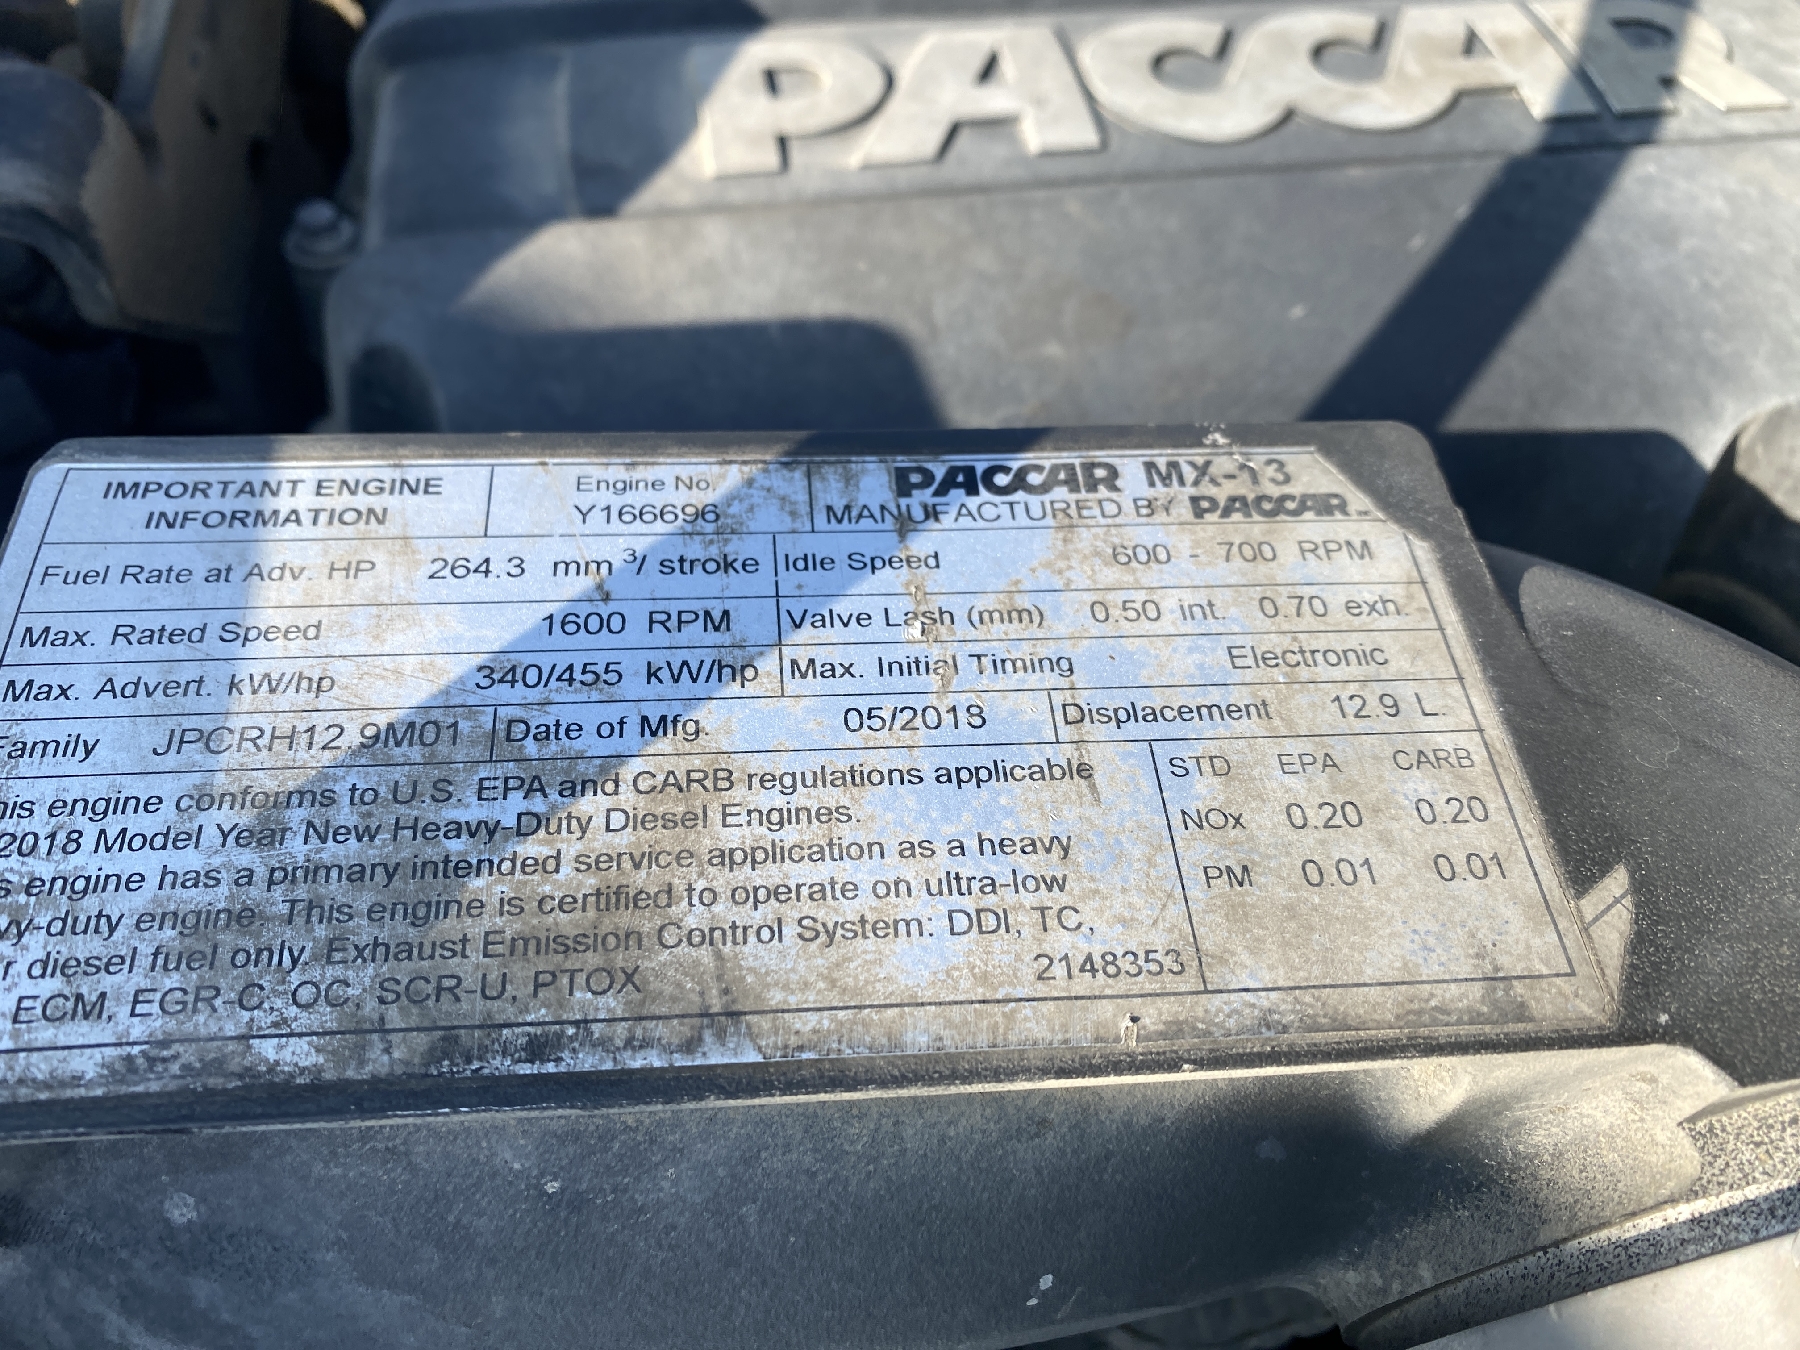 PACCAR
IMPORTANT ENGINE
INFORMATION
Engine No.
Y166696
PACCAR MX-13
MANUFACTURED BY PACCAR
Fuel Rate at Adv. HP 264.3 mm³/ stroke
Idle Speed 600 - 700 RPM
Max. Rated Speed 1600 RPM
Valve Lash (mm) 0.50 int. 0.70 exh.
Max. Advert. kW/hp 340/455 kW/hp
Max. Initial Timing Electronic
amily JPCRH12.9M01
Date of Mfg. 05/2018
Displacement 12.9 L.
his engine conforms to U.S. EPA and CARB regulations applicable
2018 Model Year New Heavy-Duty Diesel Engines.
s engine has a primary intended service application as a heavy
vy-duty engine. This engine is certified to operate on ultra-low
r diesel fuel only. Exhaust Emission Control System: DDI, TC,
ECM, EGR-C, OC, SCR-U, PTOX
2148353
STD EPA CARB
NOx 0.20 0.20
PM 0.01 0.01